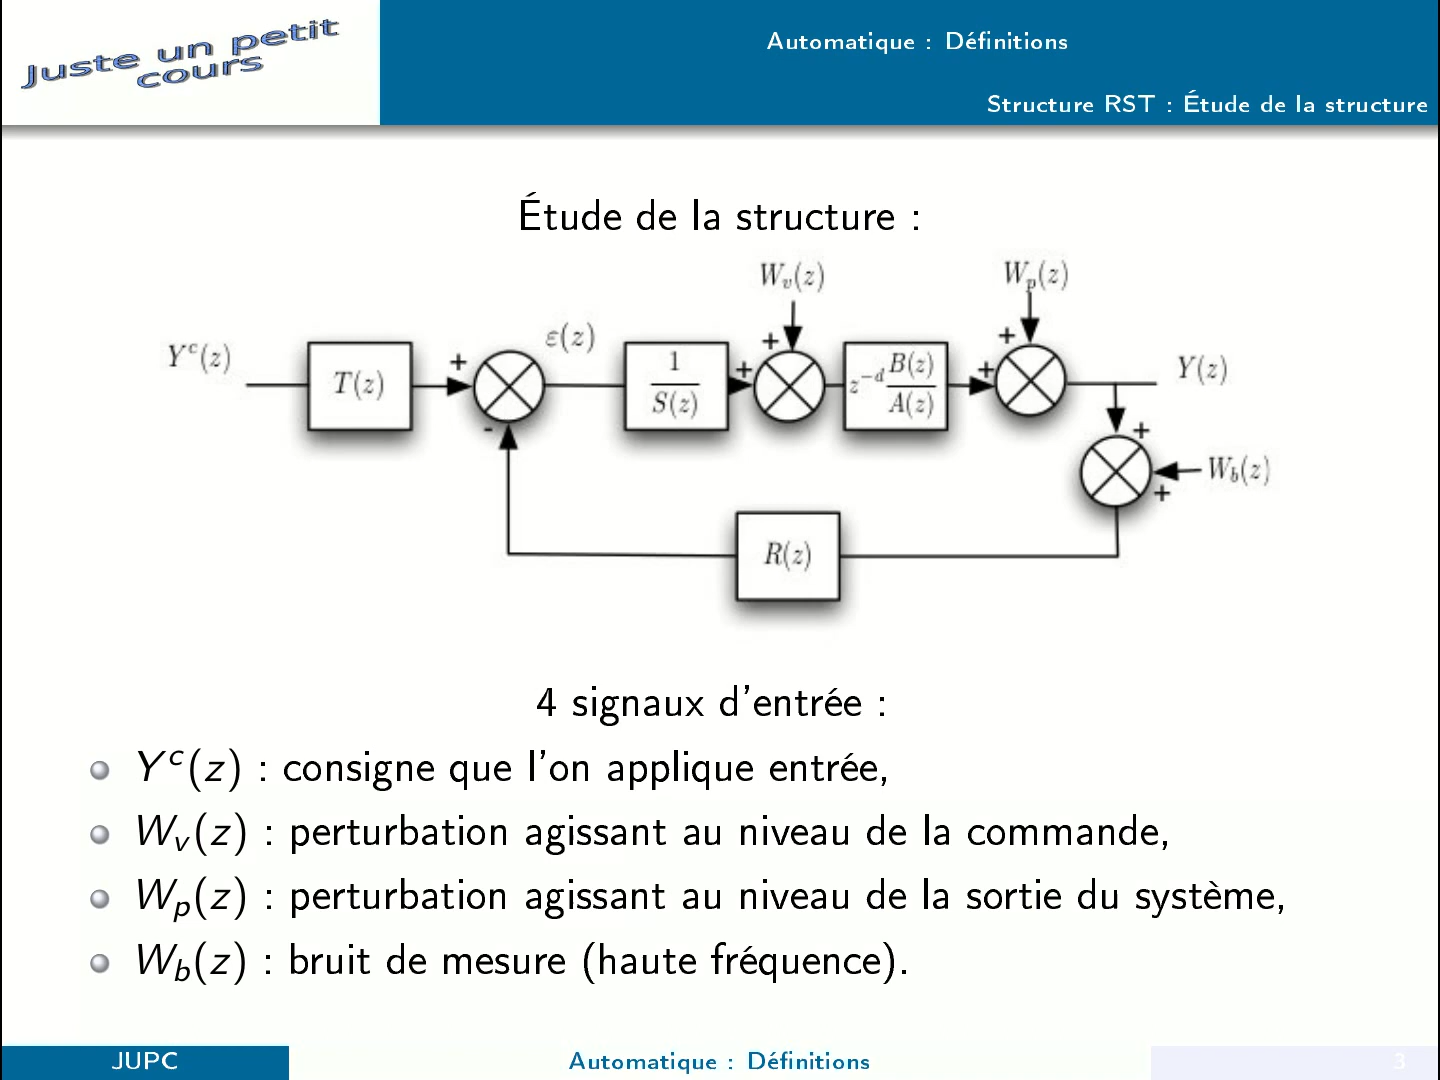 Juste un petit
cours
Automatique : Définitions
Structure RST : Étude de la structure
Étude de la structure :
W_v(z)
W_p(z)
Y^c(z)
T(z)
+
-
ε(z)
1
S(z)
+
+
z^{-d} B(z)
A(z)
+
+
Y(z)
+
W_b(z)
+
R(z)
4 signaux d'entrée :
Y^c(z) : consigne que l'on applique entrée,
W_v(z) : perturbation agissant au niveau de la commande,
W_p(z) : perturbation agissant au niveau de la sortie du système,
W_b(z) : bruit de mesure (haute fréquence).
JUPC
Automatique : Définitions
3